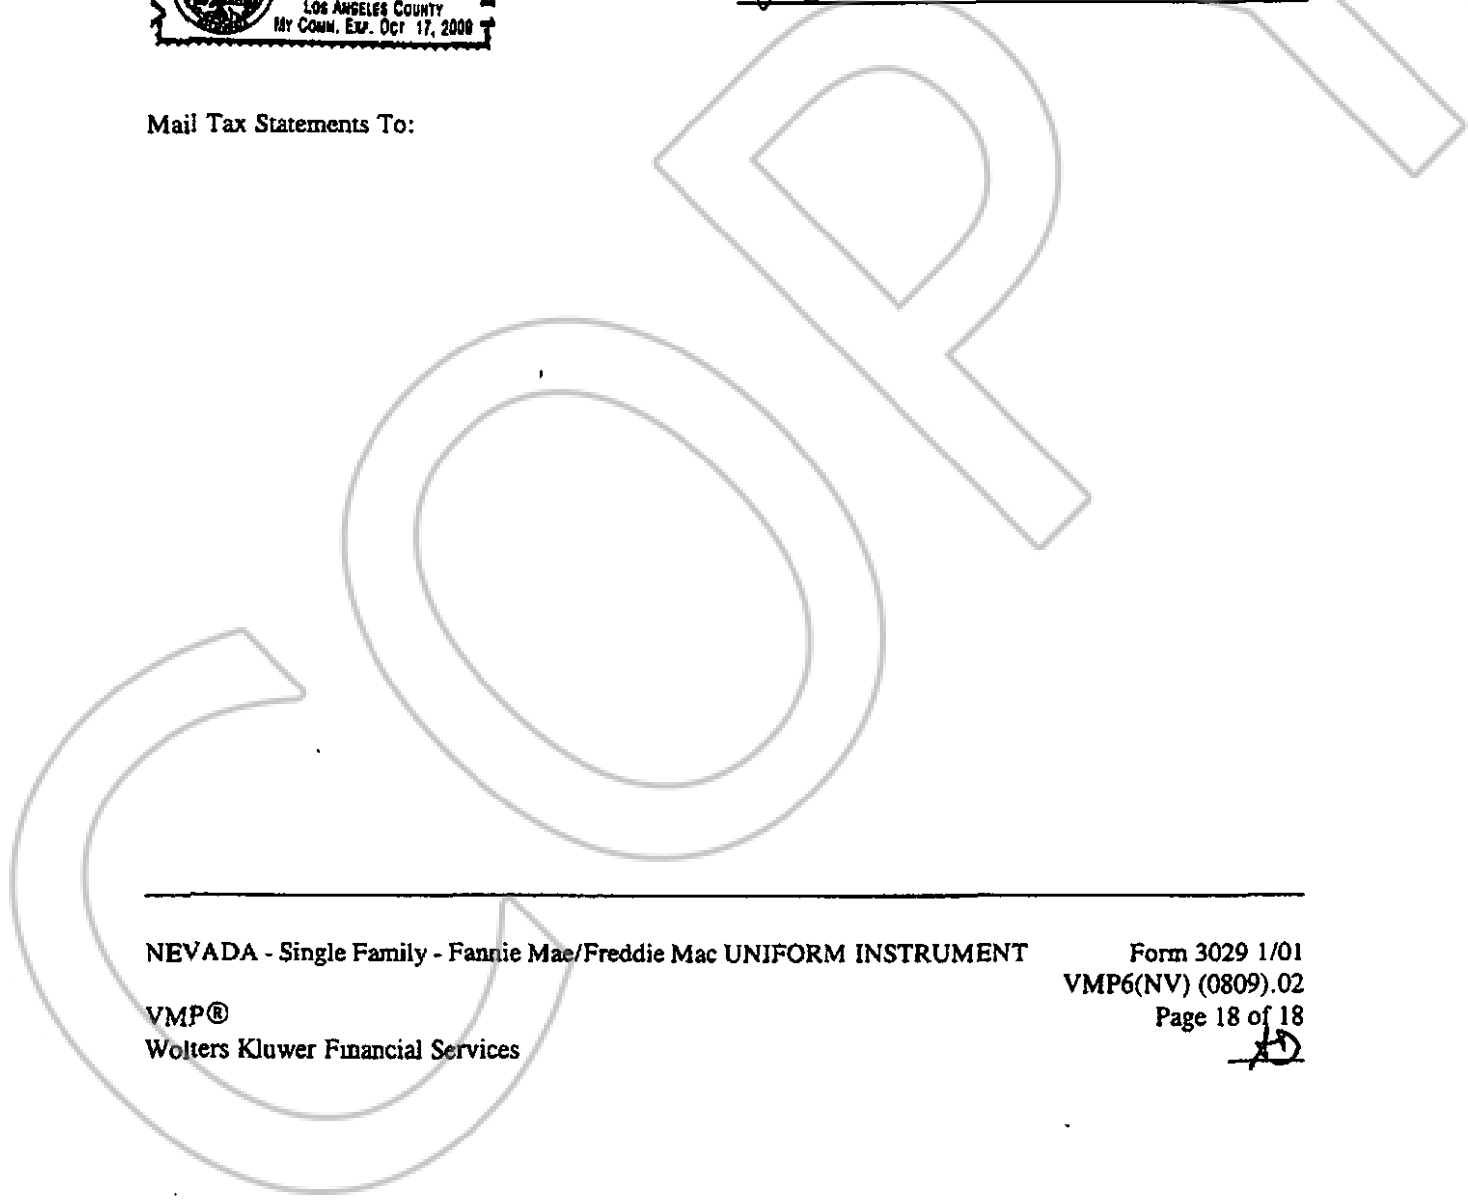 LOS ANGELES COUNTY
MY COMM. EXP. OCT 17, 2009
Mail Tax Statements To:
COPY
NEVADA - Single Family - Fannie Mae/Freddie Mac UNIFORM INSTRUMENT
Form 3029 1/01
VMP6(NV) (0809).02
VMP®
Page 18 of 18
Wolters Kluwer Financial Services